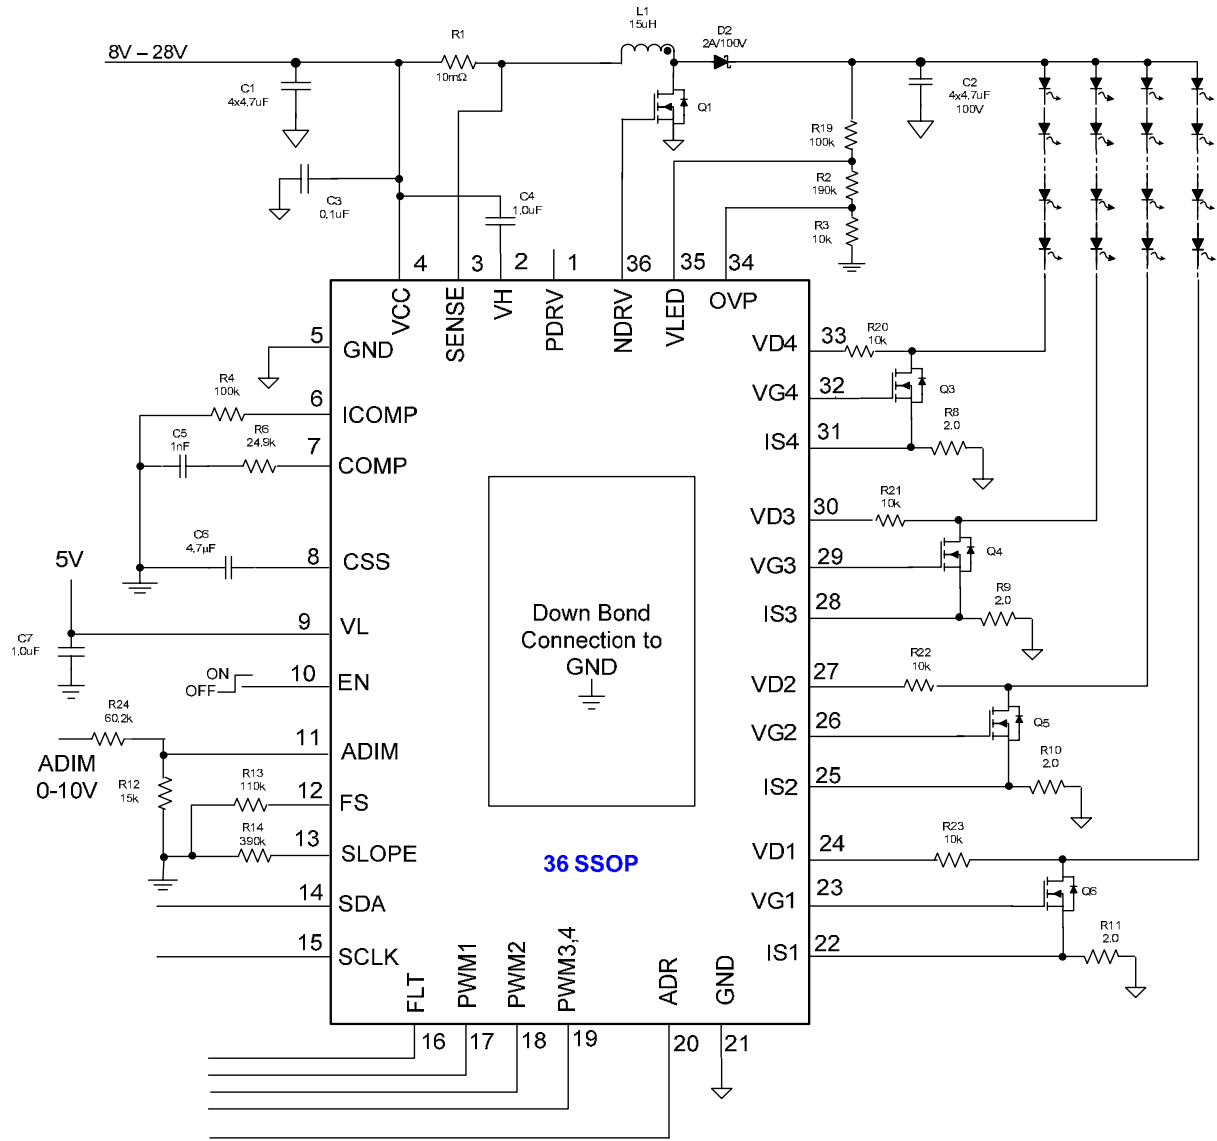 L1
15uH
D2
2A/100V
8V – 28V
R1
10mΩ
C1
4x4.7uF
Q1
C2
4x4.7uF
100V
R19
100k
R2
190k
R3
10k
C3
0.1uF
C4
1.0uF
4
3
2
1
36
35
34
VCC
SENSE
VH
PDRV
NDRV
VLED
OVP
5
GND
R4
100k
6
ICOMP
C5
1nF
R6
24.9k
7
COMP
C6
4.7µF
8
CSS
5V
C7
1.0uF
9
VL
ON
OFF
10
EN
R24
60.2k
11
ADIM
ADIM
0-10V
R12
15k
R13
110k
12
FS
R14
390k
13
SLOPE
14
SDA
15
SCLK
Down Bond
Connection to
GND
36 SSOP
VD4
33
R20
10k
VG4
32
Q3
IS4
31
R8
2.0
VD3
30
R21
10k
VG3
29
Q4
IS3
28
R9
2.0
VD2
27
R22
10k
VG2
26
Q5
IS2
25
R10
2.0
VD1
24
R23
10k
VG1
23
Q6
IS1
22
R11
2.0
FLT
PWM1
PWM2
PWM3,4
ADR
GND
16
17
18
19
20
21